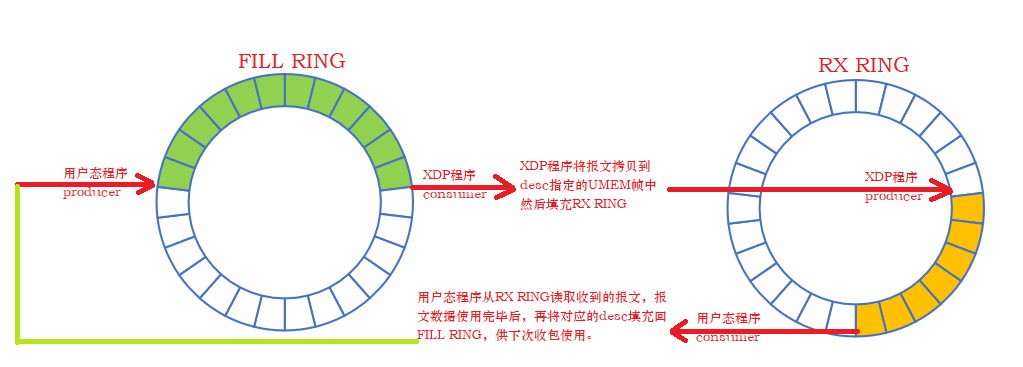 FILL RING
RX RING
用户态程序
producer
XDP程序
consumer
XDP程序将报文拷贝到
desc指定的UMEM帧中
然后填充RX RING
XDP程序
producer
用户态程序从RX RING读取收到的报文，报
文数据使用完毕后，再将对应的desc填充回
FILL RING，供下次收包使用。
用户态程序
consumer